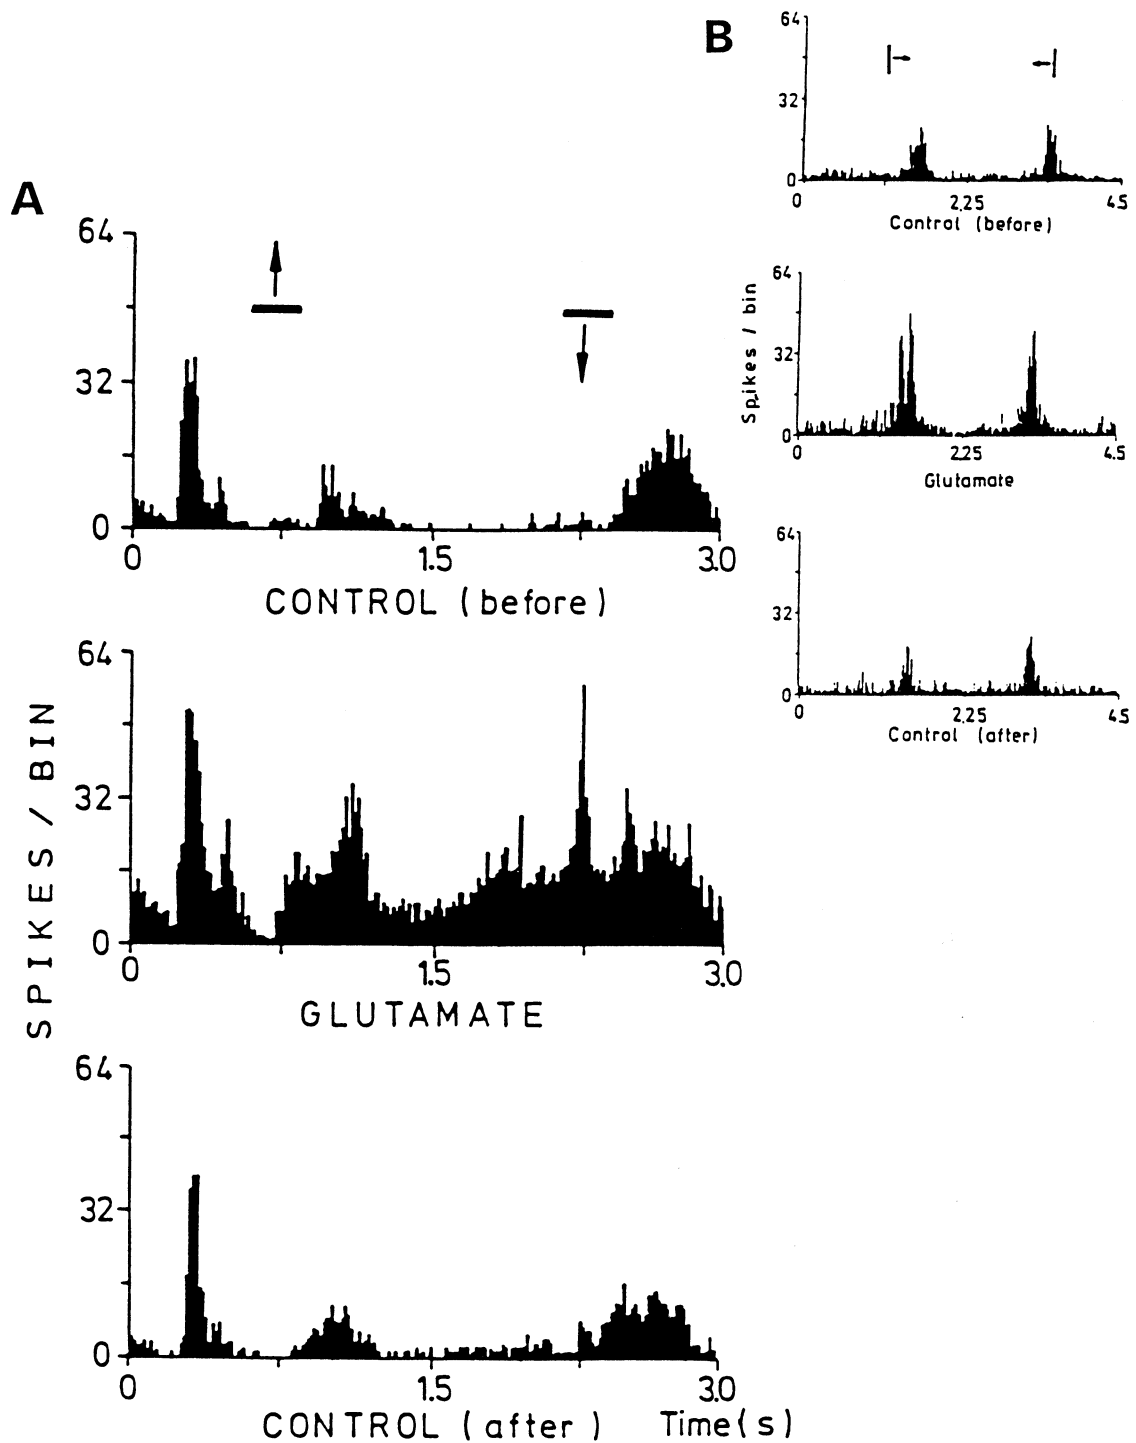 A
64
32
0
0 1.5 3.0
CONTROL (before)
64
32
0
0 1.5 3.0
GLUTAMATE
64
32
0
0 1.5 3.0
CONTROL (after) Time(s)
SPIKES / BIN
B
64
32
0
0 2.25 4.5
Control (before)
64
32
0
0 2.25 4.5
Glutamate
64
32
0
0 2.25 4.5
Control (after)
Spikes / bin